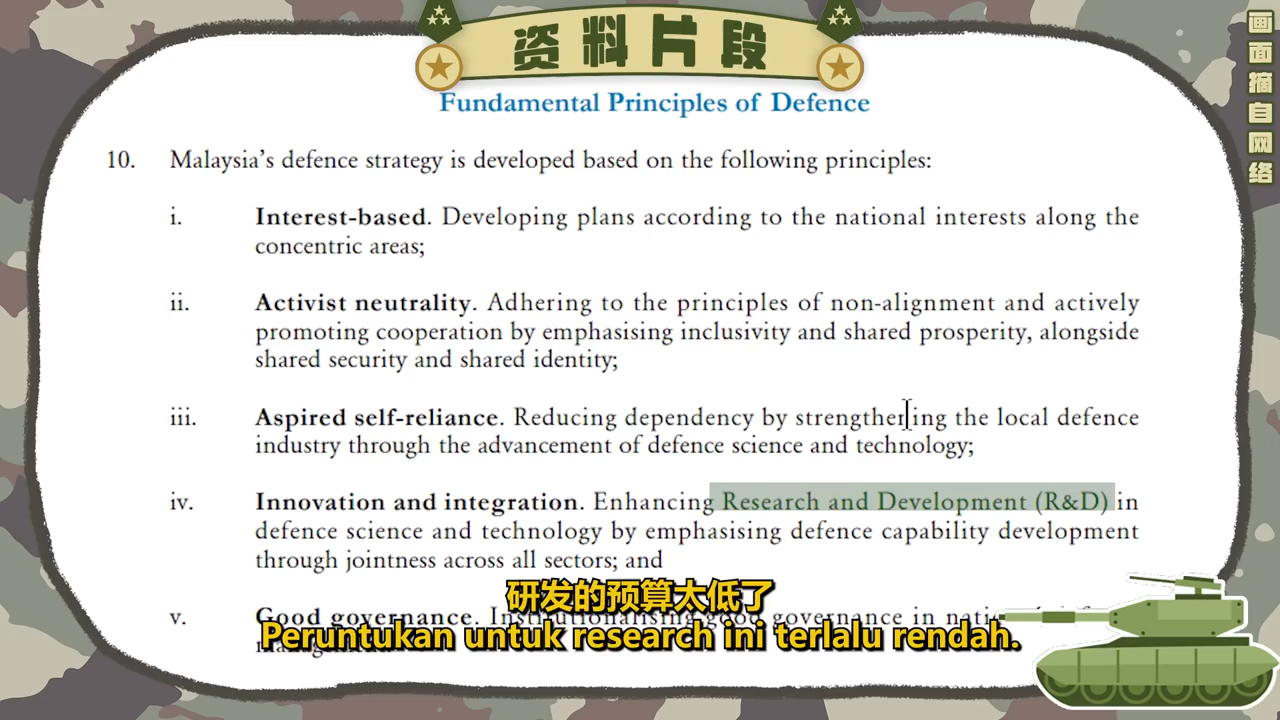 资料片段
画面摘自网络
Fundamental Principles of Defence
10. Malaysia's defence strategy is developed based on the following principles:
i. Interest-based. Developing plans according to the national interests along the
concentric areas;
ii. Activist neutrality. Adhering to the principles of non-alignment and actively
promoting cooperation by emphasising inclusivity and shared prosperity, alongside
shared security and shared identity;
iii. Aspired self-reliance. Reducing dependency by strengthening the local defence
industry through the advancement of defence science and technology;
iv. Innovation and integration. Enhancing Research and Development (R&D) in
defence science and technology by emphasising defence capability development
through jointness across all sectors; and
v. Good governance. Institutionalising good governance in
研发的预算太低了
Peruntukan untuk research ini terlalu rendah.